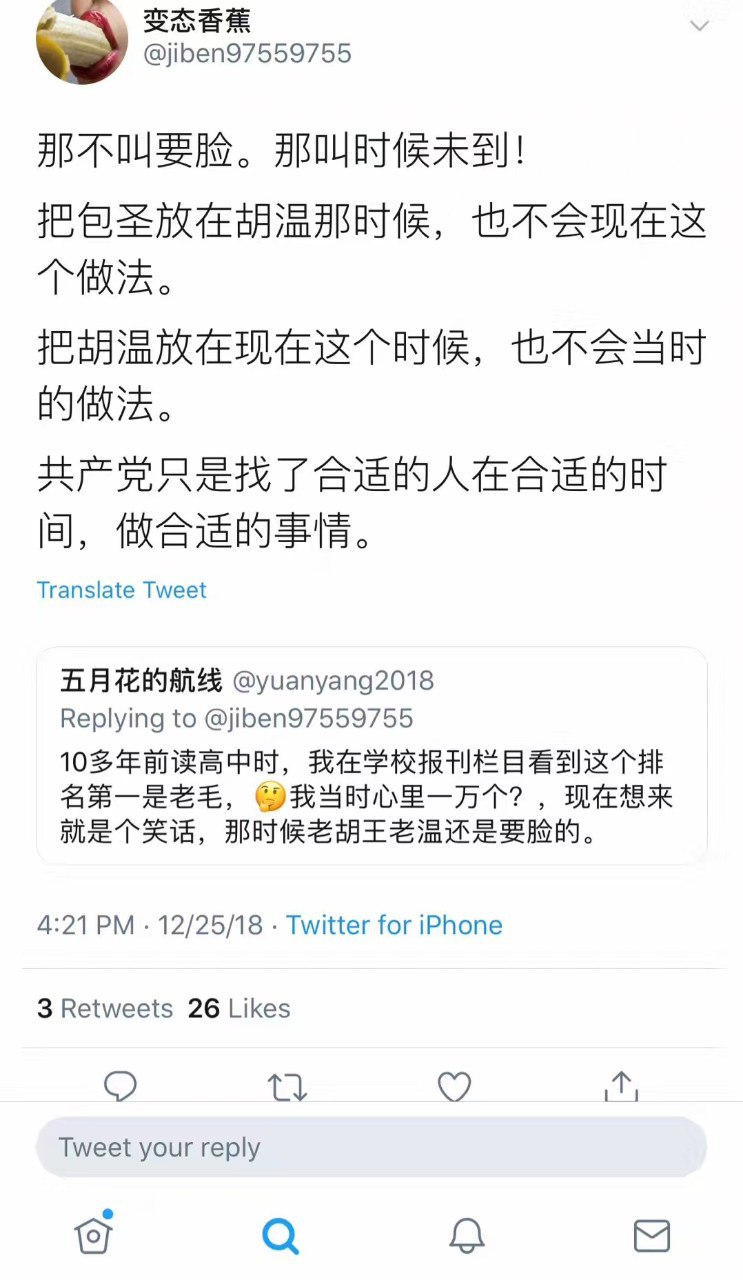 变态香蕉
@jiben97559755
那不叫要脸。那叫时候未到！
把包圣放在胡温那时候，也不会现在这
个做法。
把胡温放在现在这个时候，也不会当时
的做法。
共产党只是找了合适的人在合适的时
间，做合适的事情。
Translate Tweet
五月花的航线 @yuanyang2018
Replying to @jiben97559755
10多年前读高中时，我在学校报刊栏目看到这个排
名第一是老毛，🤔我当时心里一万个？，现在想来
就是个笑话，那时候老胡王老温还是要脸的。
4:21 PM · 12/25/18 · Twitter for iPhone
3 Retweets 26 Likes
Tweet your reply